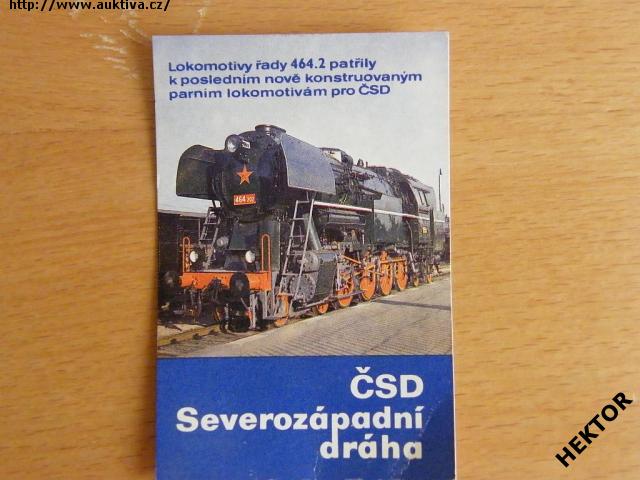 http://www.auktiva.cz/
Lokomotivy řady 464.2 patřily
k posledním nově konstruovaným
parním lokomotivám pro ČSD
464 202
ČSD
Severozápadní
dráha
HEKTOR